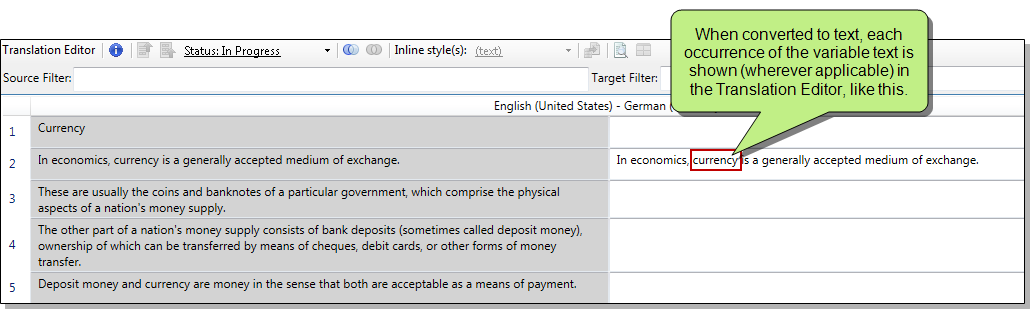 When converted to text, each
occurrence of the variable text is
shown (wherever applicable) in
the Translation Editor, like this.
Translation Editor Status: In Progress Inline style(s): (text)
Source Filter: Target Filter:
English (United States) - German (
1 Currency
2 In economics, currency is a generally accepted medium of exchange. In economics, currency is a generally accepted medium of exchange.
3 These are usually the coins and banknotes of a particular government, which comprise the physical
aspects of a nation's money supply.
4 The other part of a nation's money supply consists of bank deposits (sometimes called deposit money),
ownership of which can be transferred by means of cheques, debit cards, or other forms of money
transfer.
5 Deposit money and currency are money in the sense that both are acceptable as a means of payment.